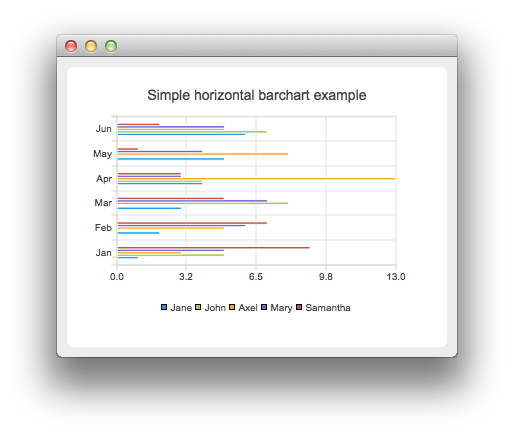 Simple horizontal barchart example
Jun
May
Apr
Mar
Feb
Jan
0.0 3.2 6.5 9.8 13.0
Jane John Axel Mary Samantha